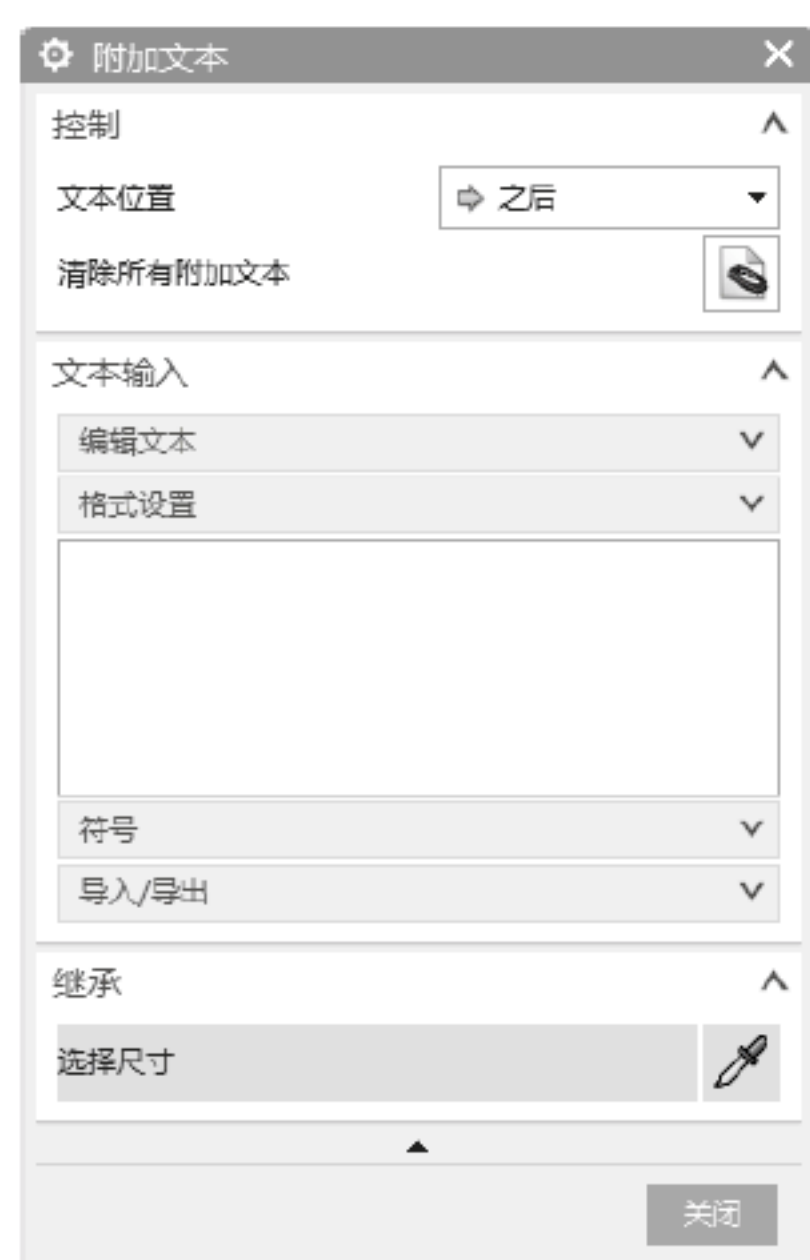 附加文本
控制
文本位置 之后
清除所有附加文本
文本输入
编辑文本
格式设置
符号
导入/导出
继承
选择尺寸
关闭